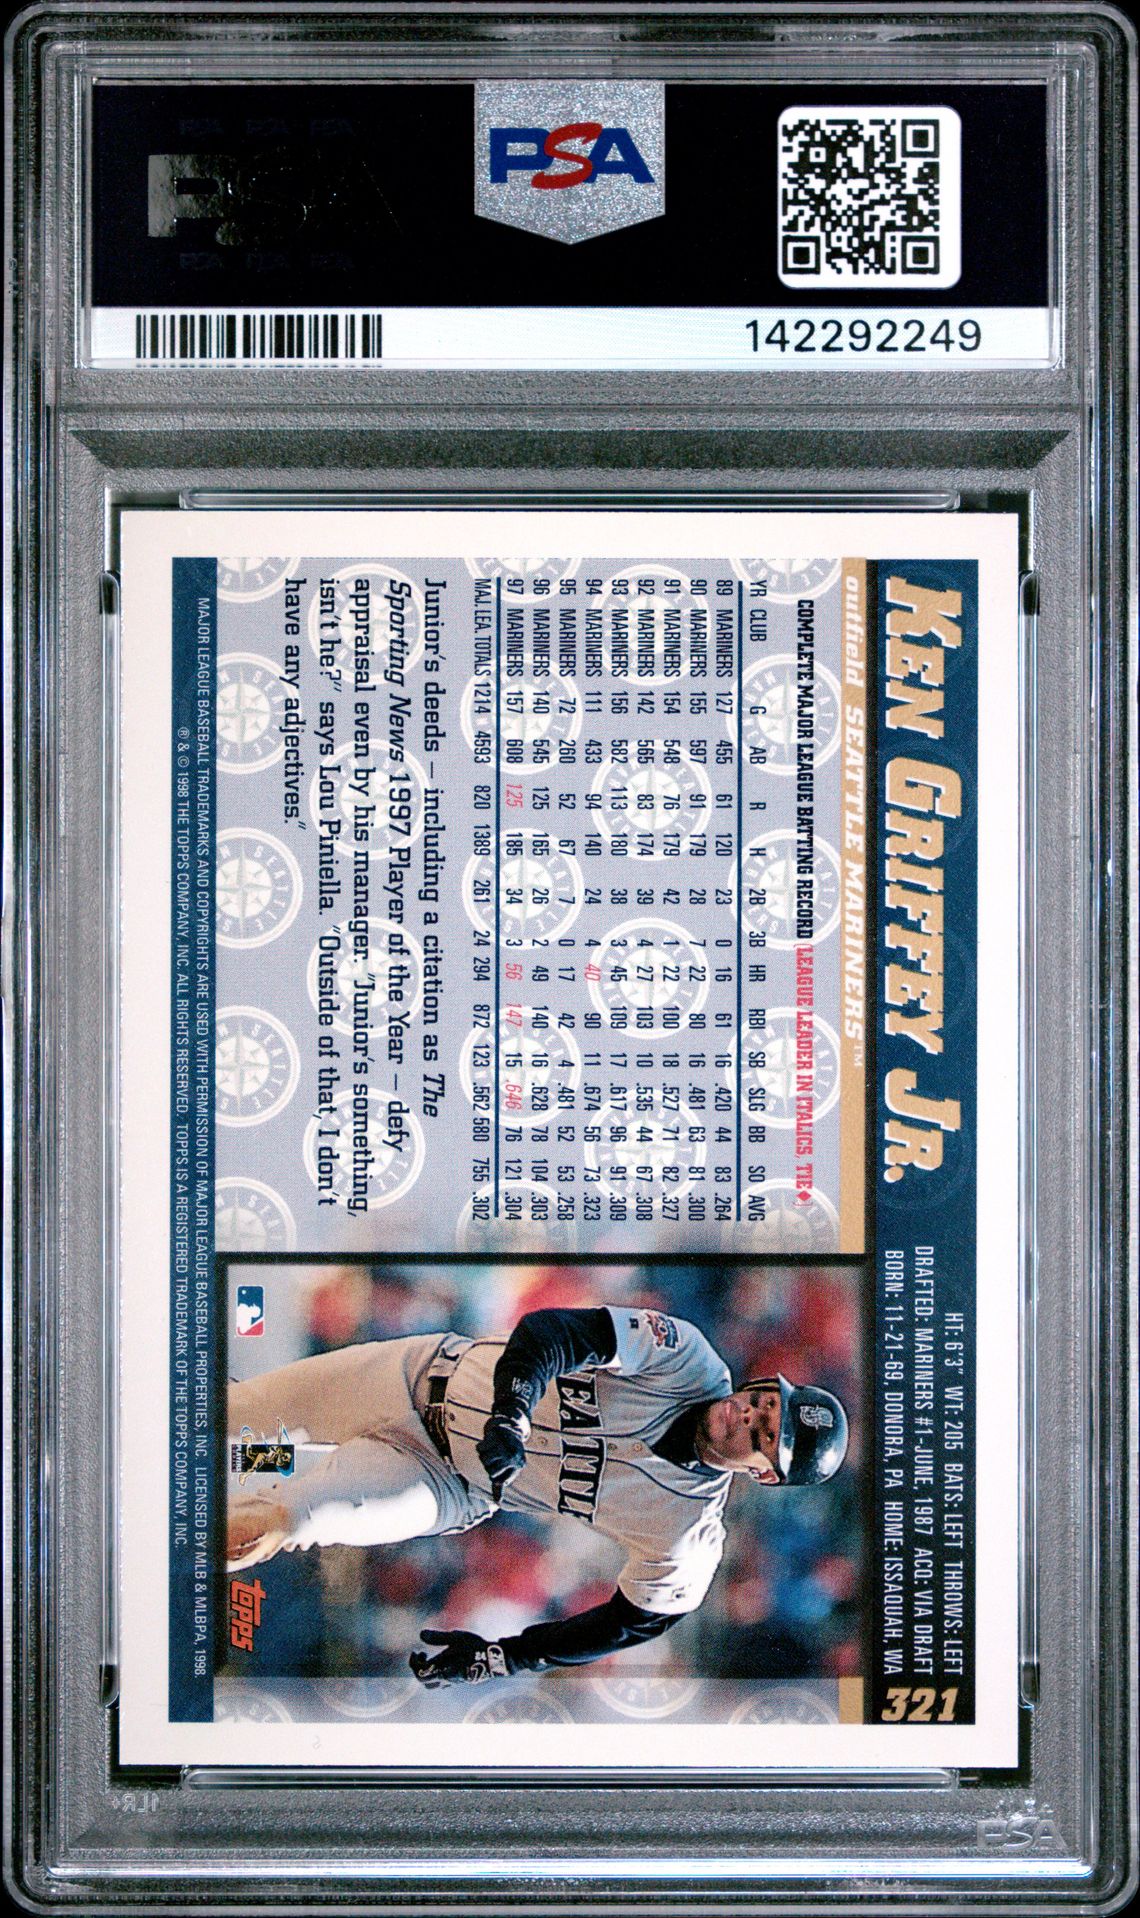 PSA
142292249
KEN GRIFFEY JR.
outfield SEATTLE MARINERS™
HT: 6'3" WT: 205 BATS: LEFT THROWS: LEFT
DRAFTED: MARINERS #1-JUNE, 1987 ACQ: VIA DRAFT
BORN: 11-21-69, DONORA, PA HOME: ISSAQUAH, WA
321
COMPLETE MAJOR LEAGUE BATTING RECORD (LEAGUE LEADER IN ITALICS, TIE♦)
YR CLUB G AB R H 2B 3B HR RBI SB SLG BB SO AVG
89 MARINERS 127 455 61 120 23 0 16 61 16 .420 44 83 .264
90 MARINERS 155 597 91 179 28 7 22 80 16 .481 63 81 .300
91 MARINERS 154 548 76 179 42 1 22 100 18 .527 71 82 .327
92 MARINERS 142 565 83 174 39 4 27 103 10 .535 44 67 .308
93 MARINERS 156 582 113 180 38 3 45 109 17 .617 96 91 .309
94 MARINERS 111 433 94 140 24 4 40 90 11 .674 56 73 .323
95 MARINERS 72 260 52 67 7 0 17 42 4 .481 52 53 .258
96 MARINERS 140 545 125 165 26 2 49 140 16 .628 78 104 .303
97 MARINERS 157 608 125 185 34 3 56 147 15 .646 76 121 .304
MAJ. LEA. TOTALS 1214 4593 820 1389 261 24 294 872 123 .562 580 755 .302
Junior's deeds – including a citation as The
Sporting News 1997 Player of the Year – defy
appraisal even by his manager. "Junior's something,
isn't he?" says Lou Piniella. "Outside of that, I don't
have any adjectives."
SEATTLE
topps
MAJOR LEAGUE BASEBALL TRADEMARKS AND COPYRIGHTS ARE USED WITH PERMISSION OF MAJOR LEAGUE BASEBALL PROPERTIES, INC. LICENSED BY MLB & MLBPA, 1998.
® & © 1998 THE TOPPS COMPANY, INC. ALL RIGHTS RESERVED. TOPPS IS A REGISTERED TRADEMARK OF THE TOPPS COMPANY, INC.
PSA